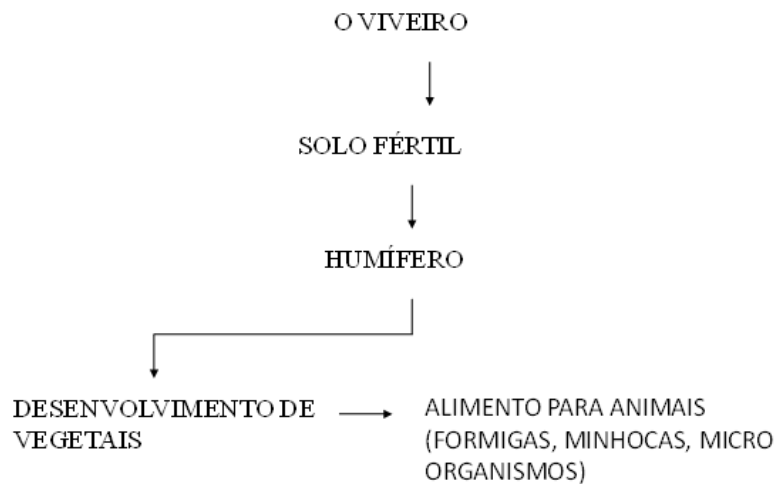 O VIVEIRO
SOLO FÉRTIL
HUMÍFERO
DESENVOLVIMENTO DE
VEGETAIS
ALIMENTO PARA ANIMAIS
(FORMIGAS, MINHOCAS, MICRO
ORGANISMOS)